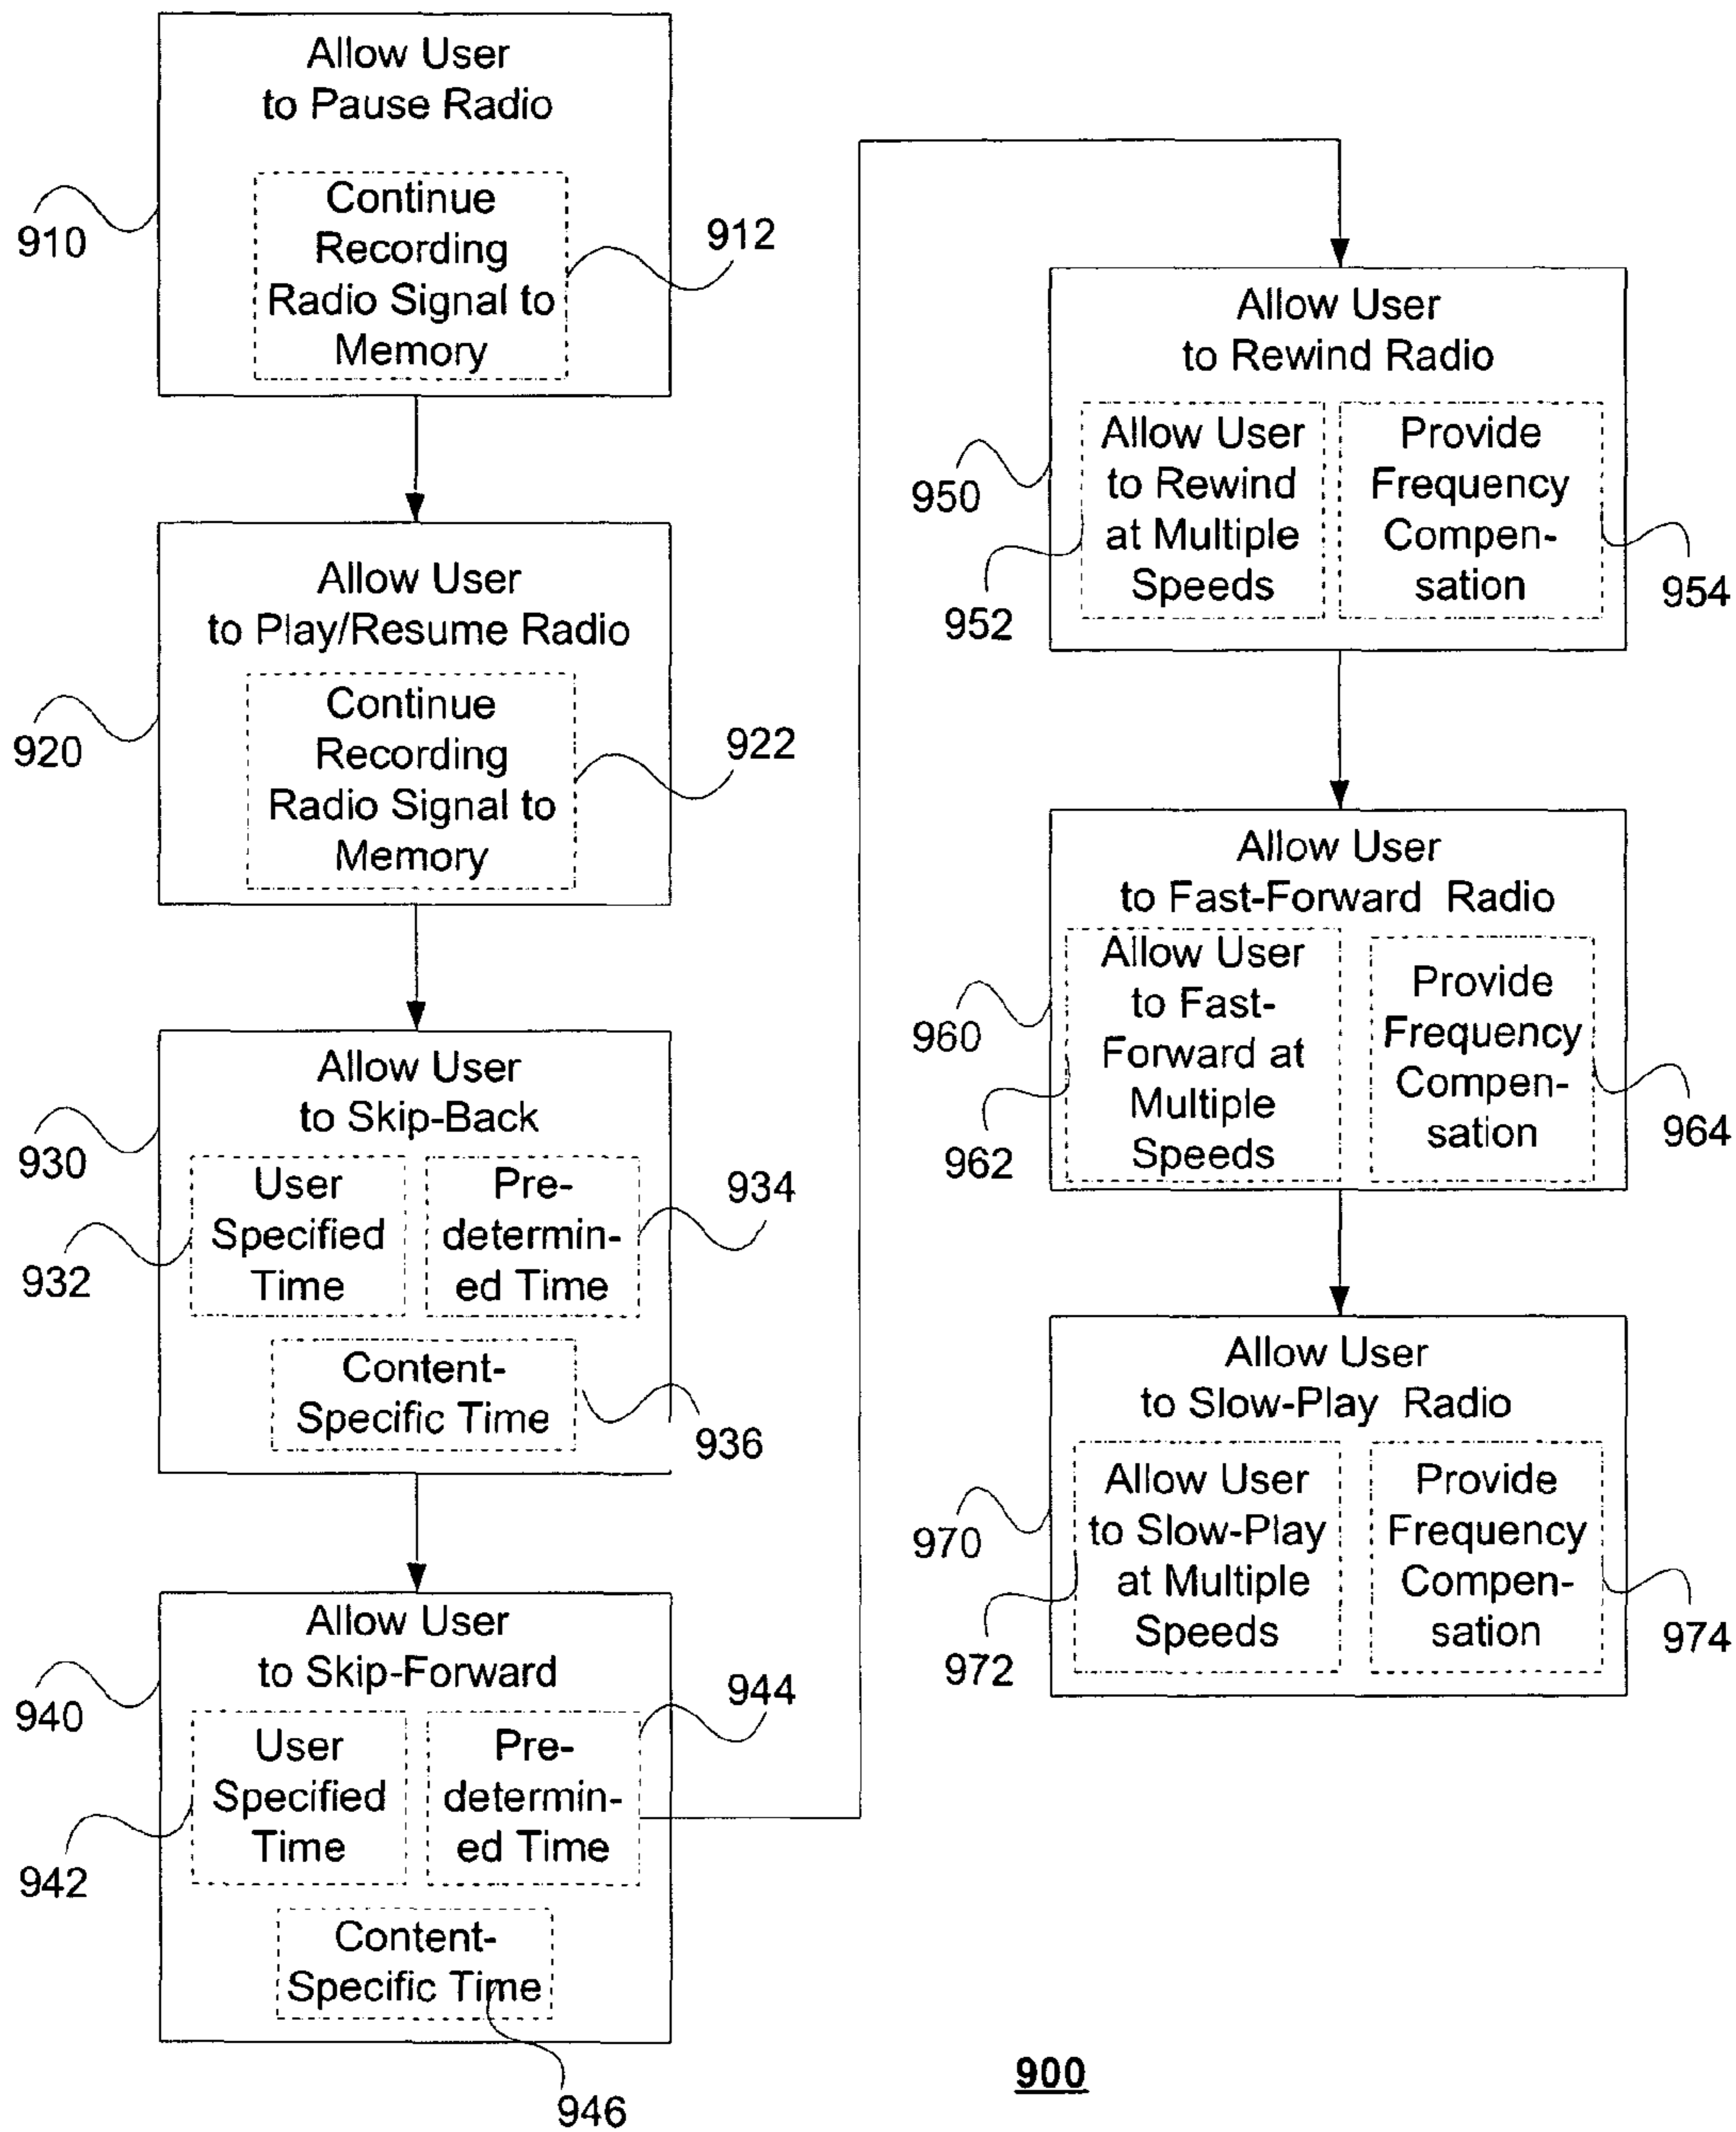 Allow User
to Pause Radio
Continue
Recording
Radio Signal to
Memory
910
912
Allow User
to Play/Resume Radio
Continue
Recording
Radio Signal to
Memory
920
922
Allow User
to Skip-Back
User
Specified
Time
Pre-
determin-
ed Time
Content-
Specific Time
930
932
934
936
Allow User
to Skip-Forward
User
Specified
Time
Pre-
determin-
ed Time
Content-
Specific Time
940
942
944
946
Allow User
to Rewind Radio
Allow User
to Rewind
at Multiple
Speeds
Provide
Frequency
Compen-
sation
950
952
954
Allow User
to Fast-Forward Radio
Allow User
to Fast-
Forward at
Multiple
Speeds
Provide
Frequency
Compen-
sation
960
962
964
Allow User
to Slow-Play Radio
Allow User
to Slow-Play
at Multiple
Speeds
Provide
Frequency
Compen-
sation
970
972
974
900